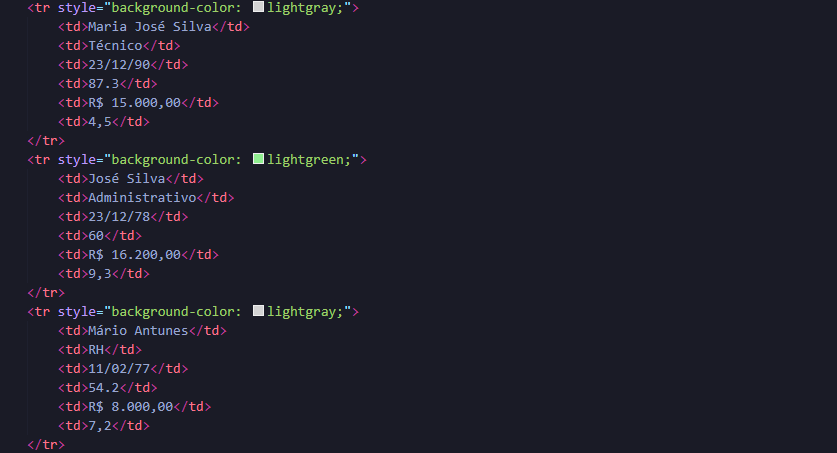 <tr style="background-color: lightgray;">
<td>Maria José Silva</td>
<td>Técnico</td>
<td>23/12/90</td>
<td>87.3</td>
<td>R$ 15.000,00</td>
<td>4,5</td>
</tr>
<tr style="background-color: lightgreen;">
<td>José Silva</td>
<td>Administrativo</td>
<td>23/12/78</td>
<td>60</td>
<td>R$ 16.200,00</td>
<td>9,3</td>
</tr>
<tr style="background-color: lightgray;">
<td>Mário Antunes</td>
<td>RH</td>
<td>11/02/77</td>
<td>54.2</td>
<td>R$ 8.000,00</td>
<td>7,2</td>
</tr>